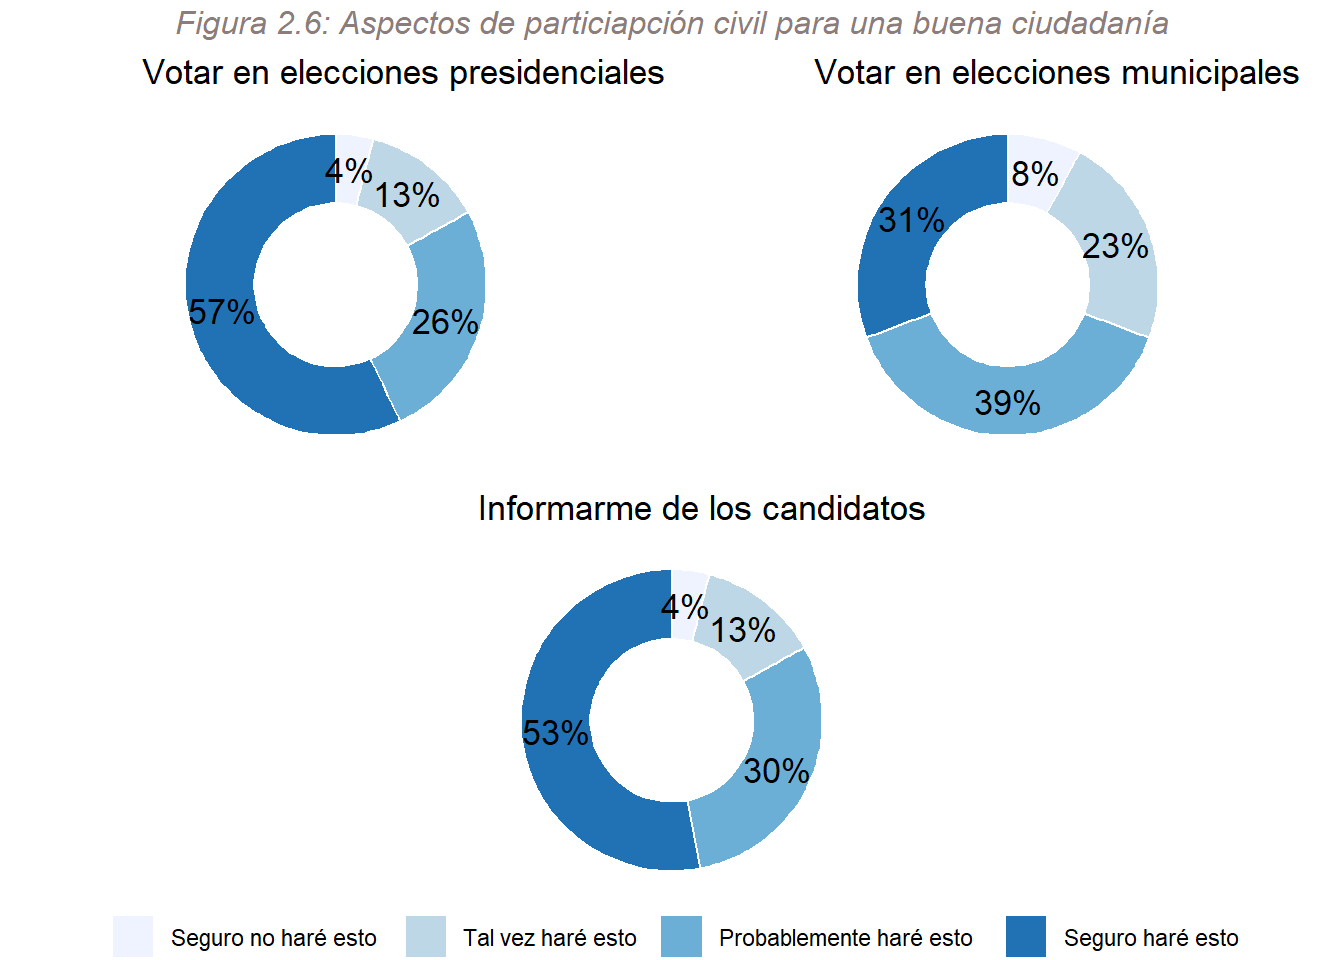 Figura 2.6: Aspectos de particiapción civil para una buena ciudadanía
Votar en elecciones presidenciales
4%
13%
26%
57%
Votar en elecciones municipales
8%
23%
39%
31%
Informarme de los candidatos
4%
13%
30%
53%
Seguro no haré esto
Tal vez haré esto
Probablemente haré esto
Seguro haré esto